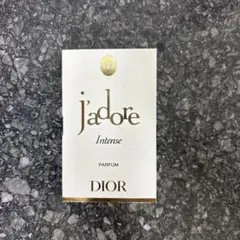 j'adore
Intense
PARFUM
DIOR